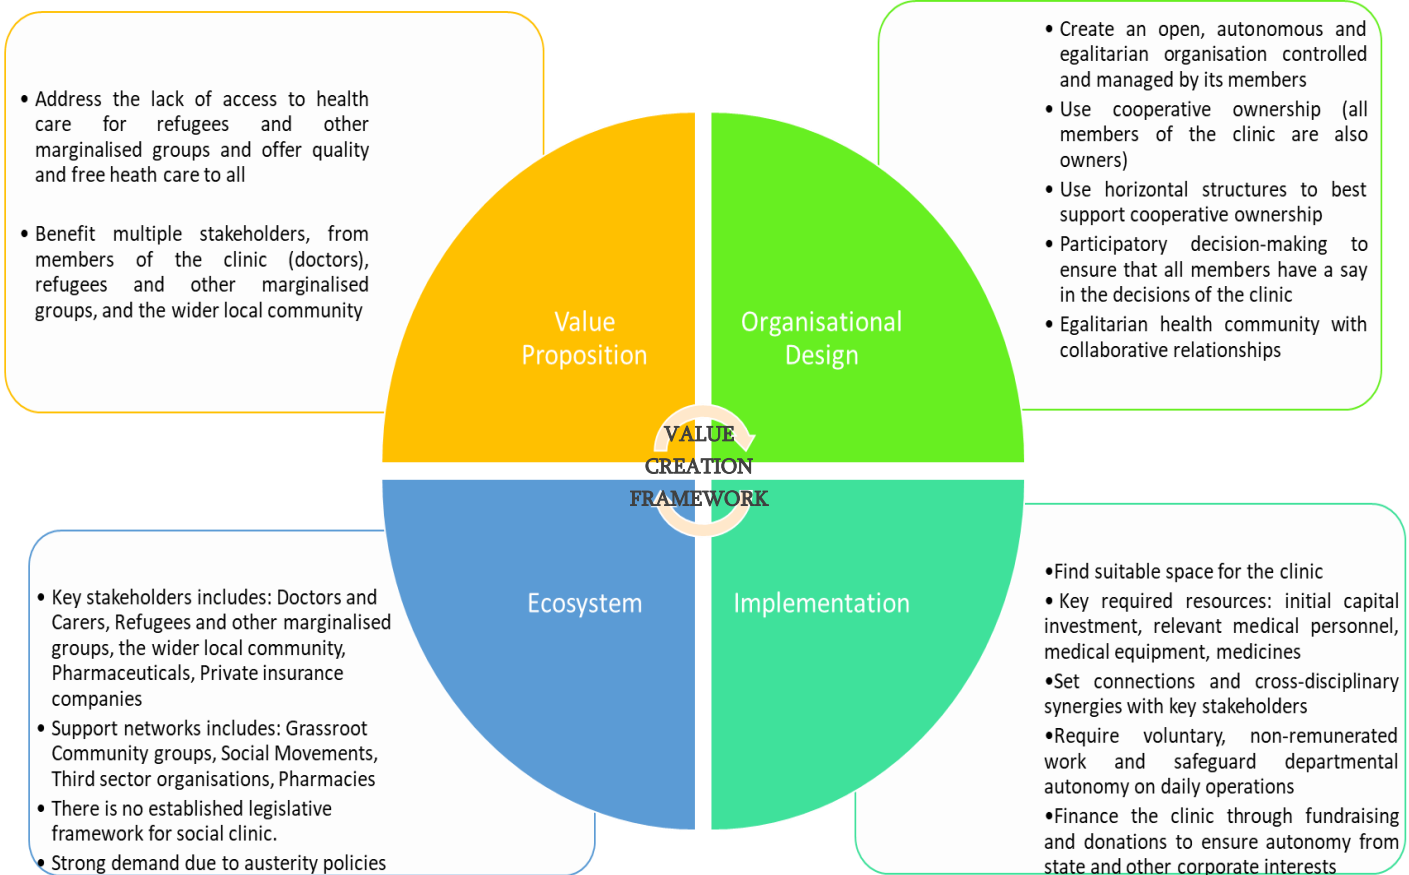 • Address the lack of access to health
care for refugees and other
marginalised groups and offer quality
and free heath care to all
• Benefit multiple stakeholders, from
members of the clinic (doctors),
refugees and other marginalised
groups, and the wider local community
• Create an open, autonomous and
egalitarian organisation controlled
and managed by its members
• Use cooperative ownership (all
members of the clinic are also
owners)
• Use horizontal structures to best
support cooperative ownership
• Participatory decision-making to
ensure that all members have a say
in the decisions of the clinic
• Egalitarian health community with
collaborative relationships
Value
Proposition
Organisational
Design
VALUE
CREATION
FRAMEWORK
Ecosystem
Implementation
• Key stakeholders includes: Doctors and
Carers, Refugees and other marginalised
groups, the wider local community,
Pharmaceuticals, Private insurance
companies
• Support networks includes: Grassroot
Community groups, Social Movements,
Third sector organisations, Pharmacies
• There is no established legislative
framework for social clinic.
• Strong demand due to austerity policies
•Find suitable space for the clinic
• Key required resources: initial capital
investment, relevant medical personnel,
medical equipment, medicines
•Set connections and cross-disciplinary
synergies with key stakeholders
•Require voluntary, non-remunerated
work and safeguard departmental
autonomy on daily operations
•Finance the clinic through fundraising
and donations to ensure autonomy from
state and other corporate interests